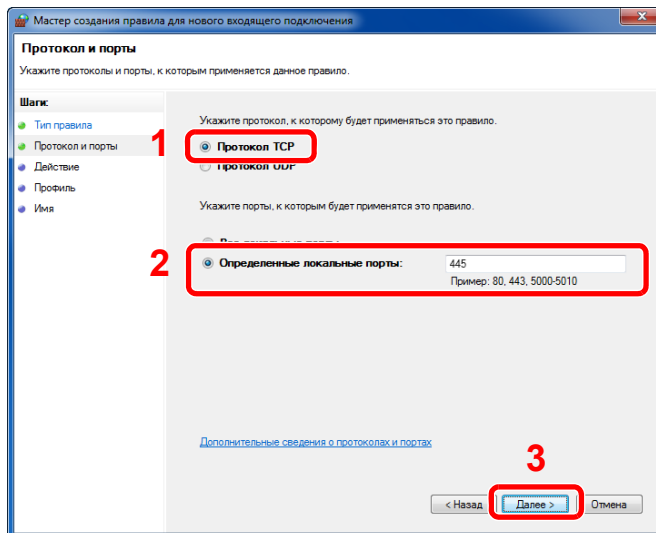 Мастер создания правила для нового входящего подключения
Протокол и порты
Укажите протоколы и порты, к которым применяется данное правило.
Шаги:
Тип правила
Протокол и порты
Действие
Профиль
Имя
Укажите протокол, к которому будет применяться это правило.
1
Протокол TCP
Протокол UDP
Укажите порты, к которым будет применятся это правило.
2
Определенные локальные порты: 445
Пример: 80, 443, 5000-5010
Дополнительные сведения о протоколах и портах
3
< Назад Далее > Отмена